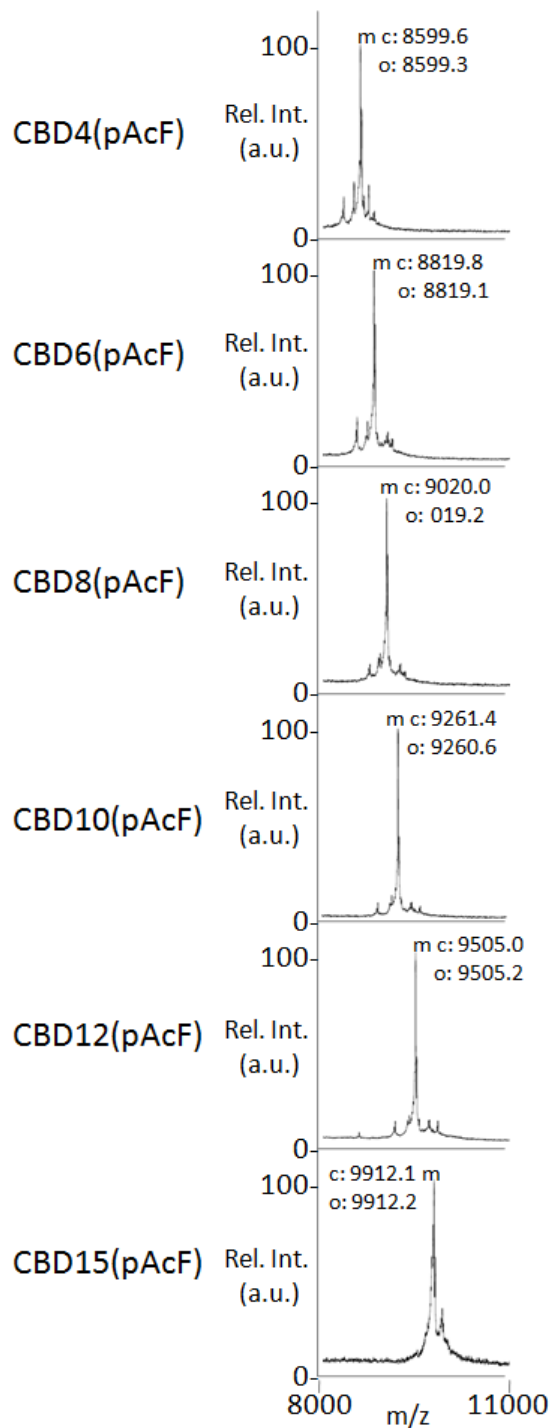 100-
m c: 8599.6
o: 8599.3
CBD4(pAcF)
Rel. Int.
(a.u.)
0-
100-
m c: 8819.8
o: 8819.1
CBD6(pAcF)
Rel. Int.
(a.u.)
0-
100-
m c: 9020.0
o: 019.2
CBD8(pAcF)
Rel. Int.
(a.u.)
0-
100-
m c: 9261.4
o: 9260.6
CBD10(pAcF)
Rel. Int.
(a.u.)
0-
100-
m c: 9505.0
o: 9505.2
CBD12(pAcF)
Rel. Int.
(a.u.)
0-
100-
c: 9912.1 m
o: 9912.2
CBD15(pAcF)
Rel. Int.
(a.u.)
0-
8000
m/z
11000